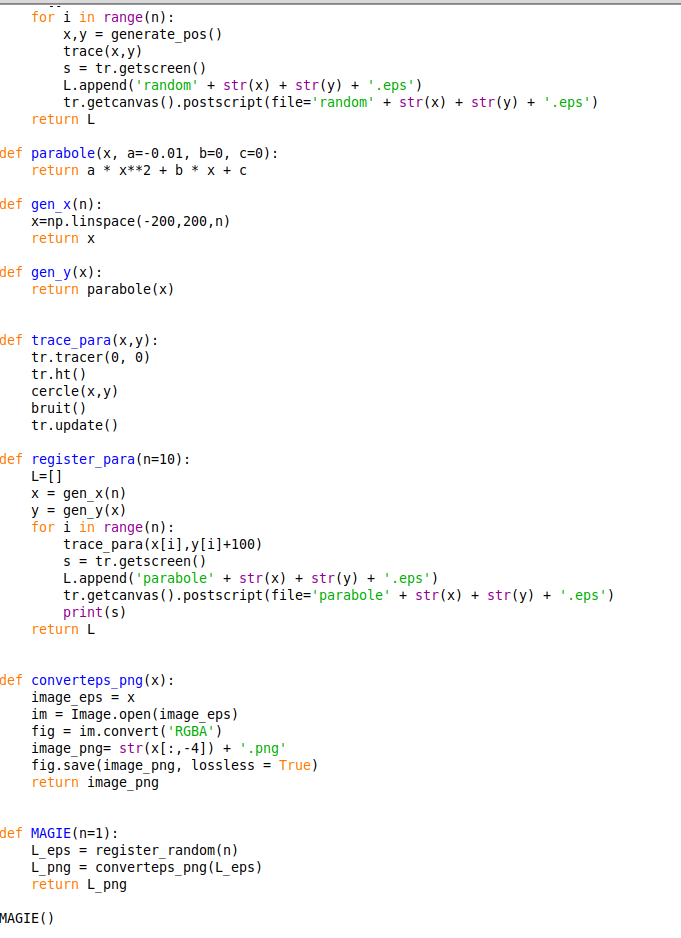 for i in range(n):
        x,y = generate_pos()
        trace(x,y)
        s = tr.getscreen()
        L.append('random' + str(x) + str(y) + '.eps')
        tr.getcanvas().postscript(file='random' + str(x) + str(y) + '.eps')
    return L

def parabole(x, a=-0.01, b=0, c=0):
    return a * x**2 + b * x + c

def gen_x(n):
    x=np.linspace(-200,200,n)
    return x

def gen_y(x):
    return parabole(x)


def trace_para(x,y):
    tr.tracer(0, 0)
    tr.ht()
    cercle(x,y)
    bruit()
    tr.update()

def register_para(n=10):
    L=[]
    x = gen_x(n)
    y = gen_y(x)
    for i in range(n):
        trace_para(x[i],y[i]+100)
        s = tr.getscreen()
        L.append('parabole' + str(x) + str(y) + '.eps')
        tr.getcanvas().postscript(file='parabole' + str(x) + str(y) + '.eps')
        print(s)
    return L


def converteps_png(x):
    image_eps = x
    im = Image.open(image_eps)
    fig = im.convert('RGBA')
    image_png= str(x[:,-4]) + '.png'
    fig.save(image_png, lossless = True)
    return image_png


def MAGIE(n=1):
    L_eps = register_random(n)
    L_png = converteps_png(L_eps)
    return L_png

MAGIE()